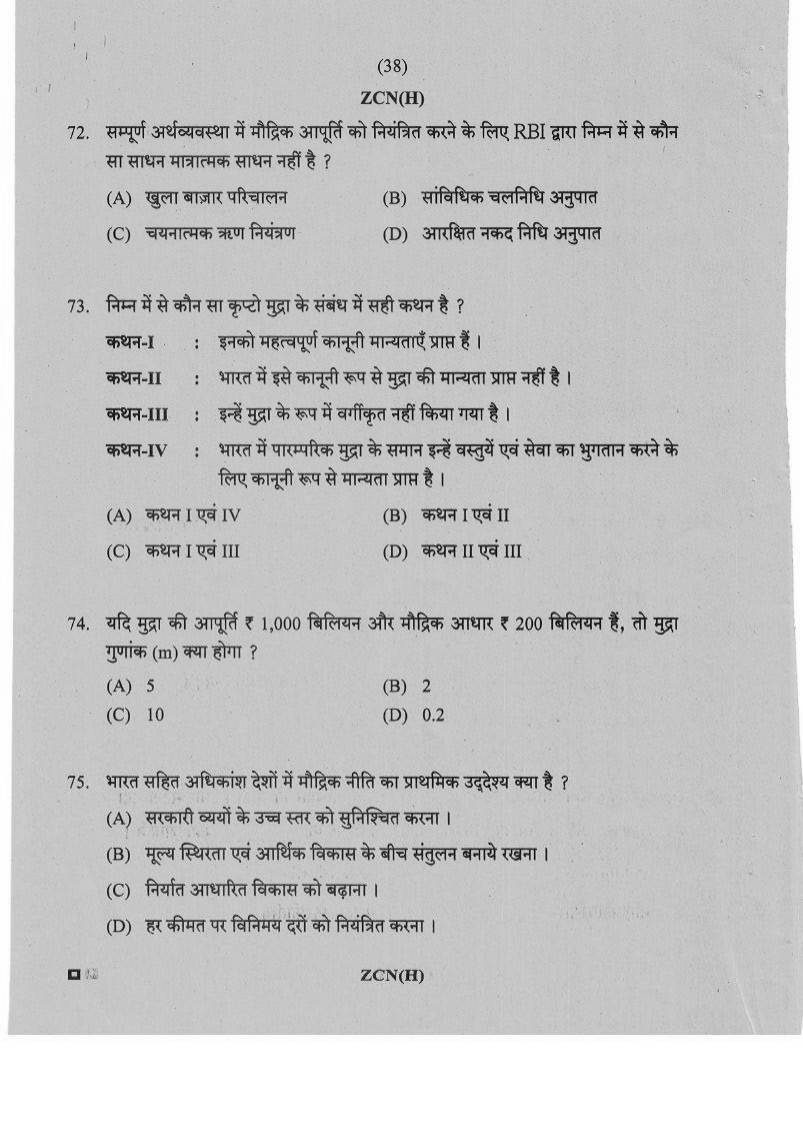 (38)
ZCN(H)
72. सम्पूर्ण अर्थव्यवस्था में मौद्रिक आपूर्ति को नियंत्रित करने के लिए RBI द्वारा निम्न में से कौन
सा साधन मात्रात्मक साधन नहीं है ?
(A) खुला बाज़ार परिचालन (B) सांविधिक चलनिधि अनुपात
(C) चयनात्मक ऋण नियंत्रण (D) आरक्षित नकद निधि अनुपात
73. निम्न में से कौन सा कृप्टो मुद्रा के संबंध में सही कथन है ?
कथन-I : इनको महत्वपूर्ण कानूनी मान्यताएँ प्राप्त हैं ।
कथन-II : भारत में इसे कानूनी रूप से मुद्रा की मान्यता प्राप्त नहीं है ।
कथन-III : इन्हें मुद्रा के रूप में वर्गीकृत नहीं किया गया है ।
कथन-IV : भारत में पारम्परिक मुद्रा के समान इन्हें वस्तुयें एवं सेवा का भुगतान करने के
लिए कानूनी रूप से मान्यता प्राप्त है ।
(A) कथन I एवं IV (B) कथन I एवं II
(C) कथन I एवं III (D) कथन II एवं III
74. यदि मुद्रा की आपूर्ति ₹ 1,000 बिलियन और मौद्रिक आधार ₹ 200 बिलियन हैं, तो मुद्रा
गुणांक (m) क्या होगा ?
(A) 5 (B) 2
(C) 10 (D) 0.2
75. भारत सहित अधिकांश देशों में मौद्रिक नीति का प्राथमिक उद्देश्य क्या है ?
(A) सरकारी व्ययों के उच्च स्तर को सुनिश्चित करना ।
(B) मूल्य स्थिरता एवं आर्थिक विकास के बीच संतुलन बनाये रखना ।
(C) निर्यात आधारित विकास को बढ़ाना ।
(D) हर कीमत पर विनिमय दरों को नियंत्रित करना ।
ZCN(H)